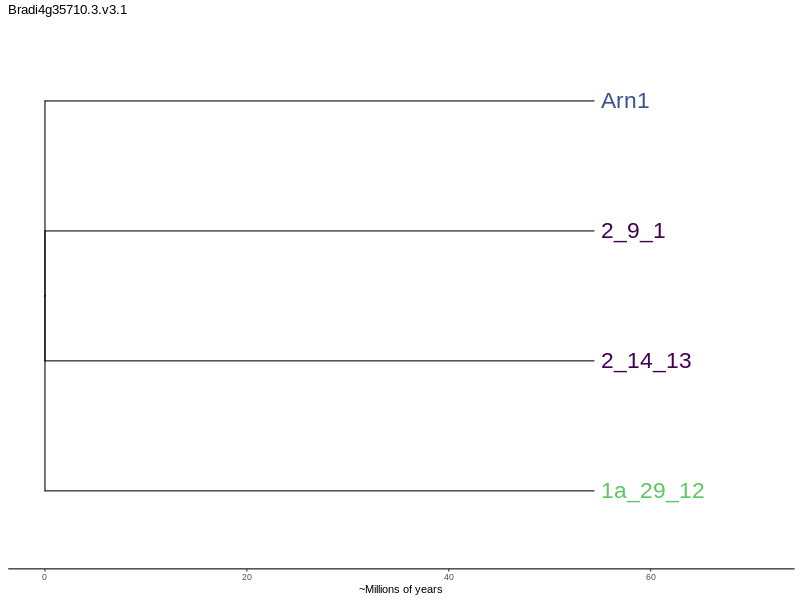 Bradi4g35710.3.v3.1
Arn1
2_9_1
2_14_13
1a_29_12
0 20 40 60
~Millions of years